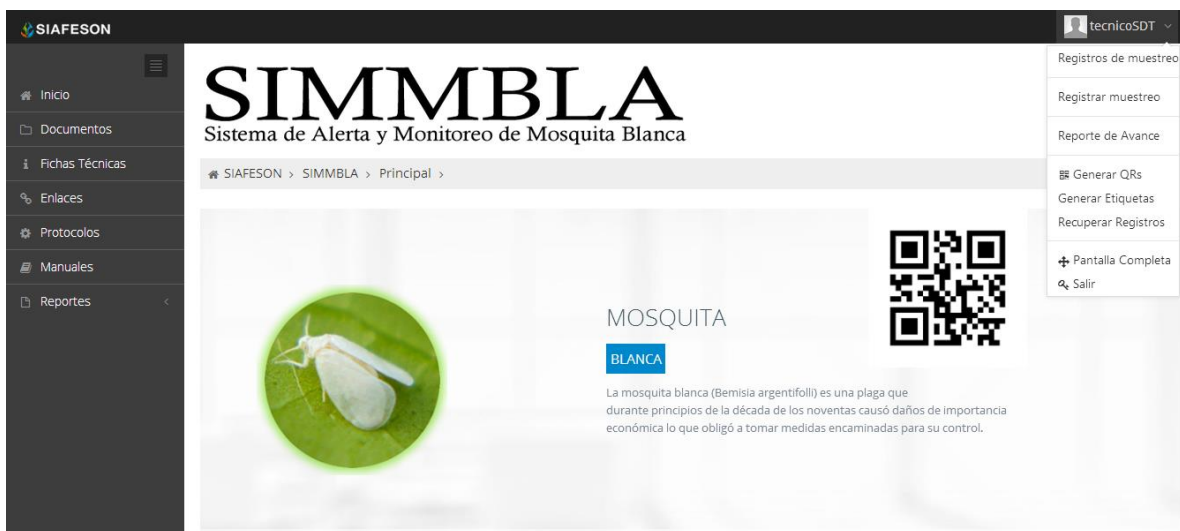 SIAFESON
tecnicoSDT
Inicio
Documentos
Fichas Técnicas
Enlaces
Protocolos
Manuales
Reportes
SIMMBLA
Sistema de Alerta y Monitoreo de Mosquita Blanca
SIAFESON > SIMMBLA > Principal >
Registros de muestreo
Registrar muestreo
Reporte de Avance
Generar QRs
Generar Etiquetas
Recuperar Registros
Pantalla Completa
Salir
MOSQUITA
BLANCA
La mosquita blanca (Bemisia argentifolli) es una plaga que
durante principios de la década de los noventas causó daños de importancia
económica lo que obligó a tomar medidas encaminadas para su control.